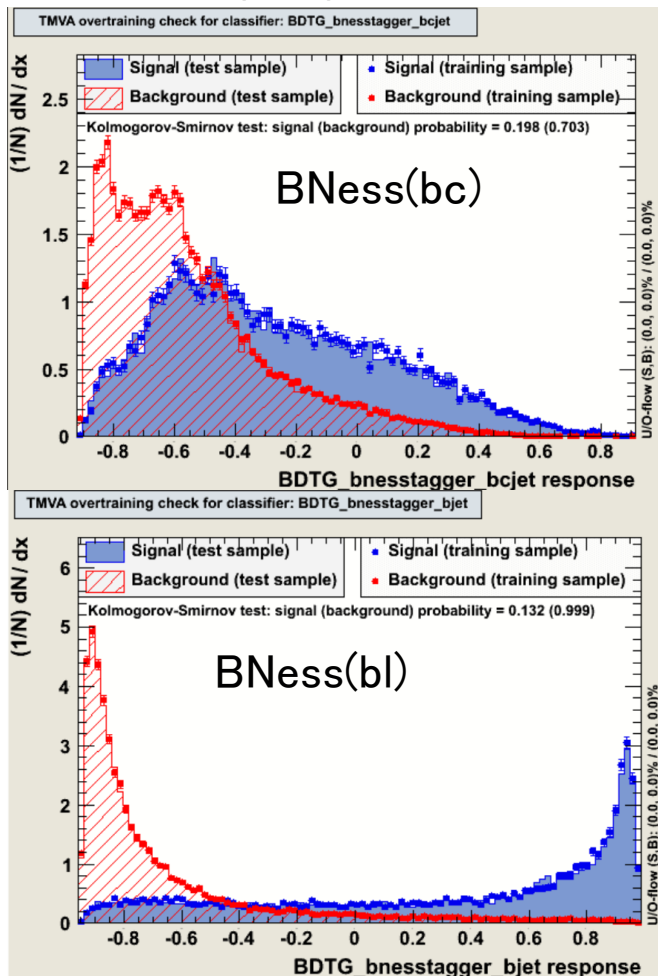 TMVA overtraining check for classifier: BDTG_bnesstagger_bcjet
Signal (test sample)
Signal (training sample)
Background (test sample)
Background (training sample)
Kolmogorov-Smirnov test: signal (background) probability = 0.198 (0.703)
BNess(bc)
(1/N) dN / dx
2.5
2
1.5
1
0.5
0
-0.8 -0.6 -0.4 -0.2 0 0.2 0.4 0.6 0.8
BDTG_bnesstagger_bcjet response
U/O-flow (S,B): (0.0, 0.0)% / (0.0, 0.0)%
TMVA overtraining check for classifier: BDTG_bnesstagger_bjet
Signal (test sample)
Signal (training sample)
Background (test sample)
Background (training sample)
Kolmogorov-Smirnov test: signal (background) probability = 0.132 (0.999)
BNess(bl)
(1/N) dN / dx
6
5
4
3
2
1
0
-0.8 -0.6 -0.4 -0.2 0 0.2 0.4 0.6 0.8
BDTG_bnesstagger_bjet response
U/O-flow (S,B): (0.0, 0.0)% / (0.0, 0.0)%